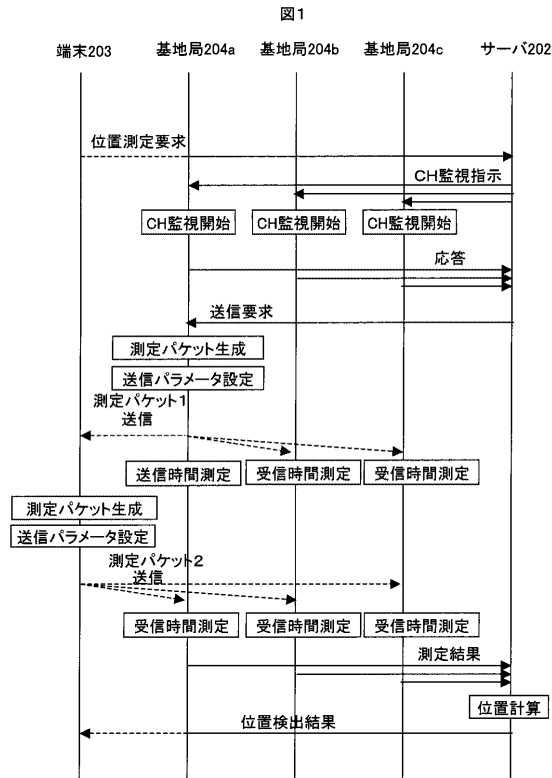 図1
端末203 基地局204a 基地局204b 基地局204c サーバ202
位置測定要求
CH監視指示
CH監視開始 CH監視開始 CH監視開始
応答
送信要求
測定パケット生成
送信パラメータ設定
測定パケット1
送信
送信時間測定 受信時間測定 受信時間測定
測定パケット生成
送信パラメータ設定
測定パケット2
送信
受信時間測定 受信時間測定 受信時間測定
測定結果
位置計算
位置検出結果